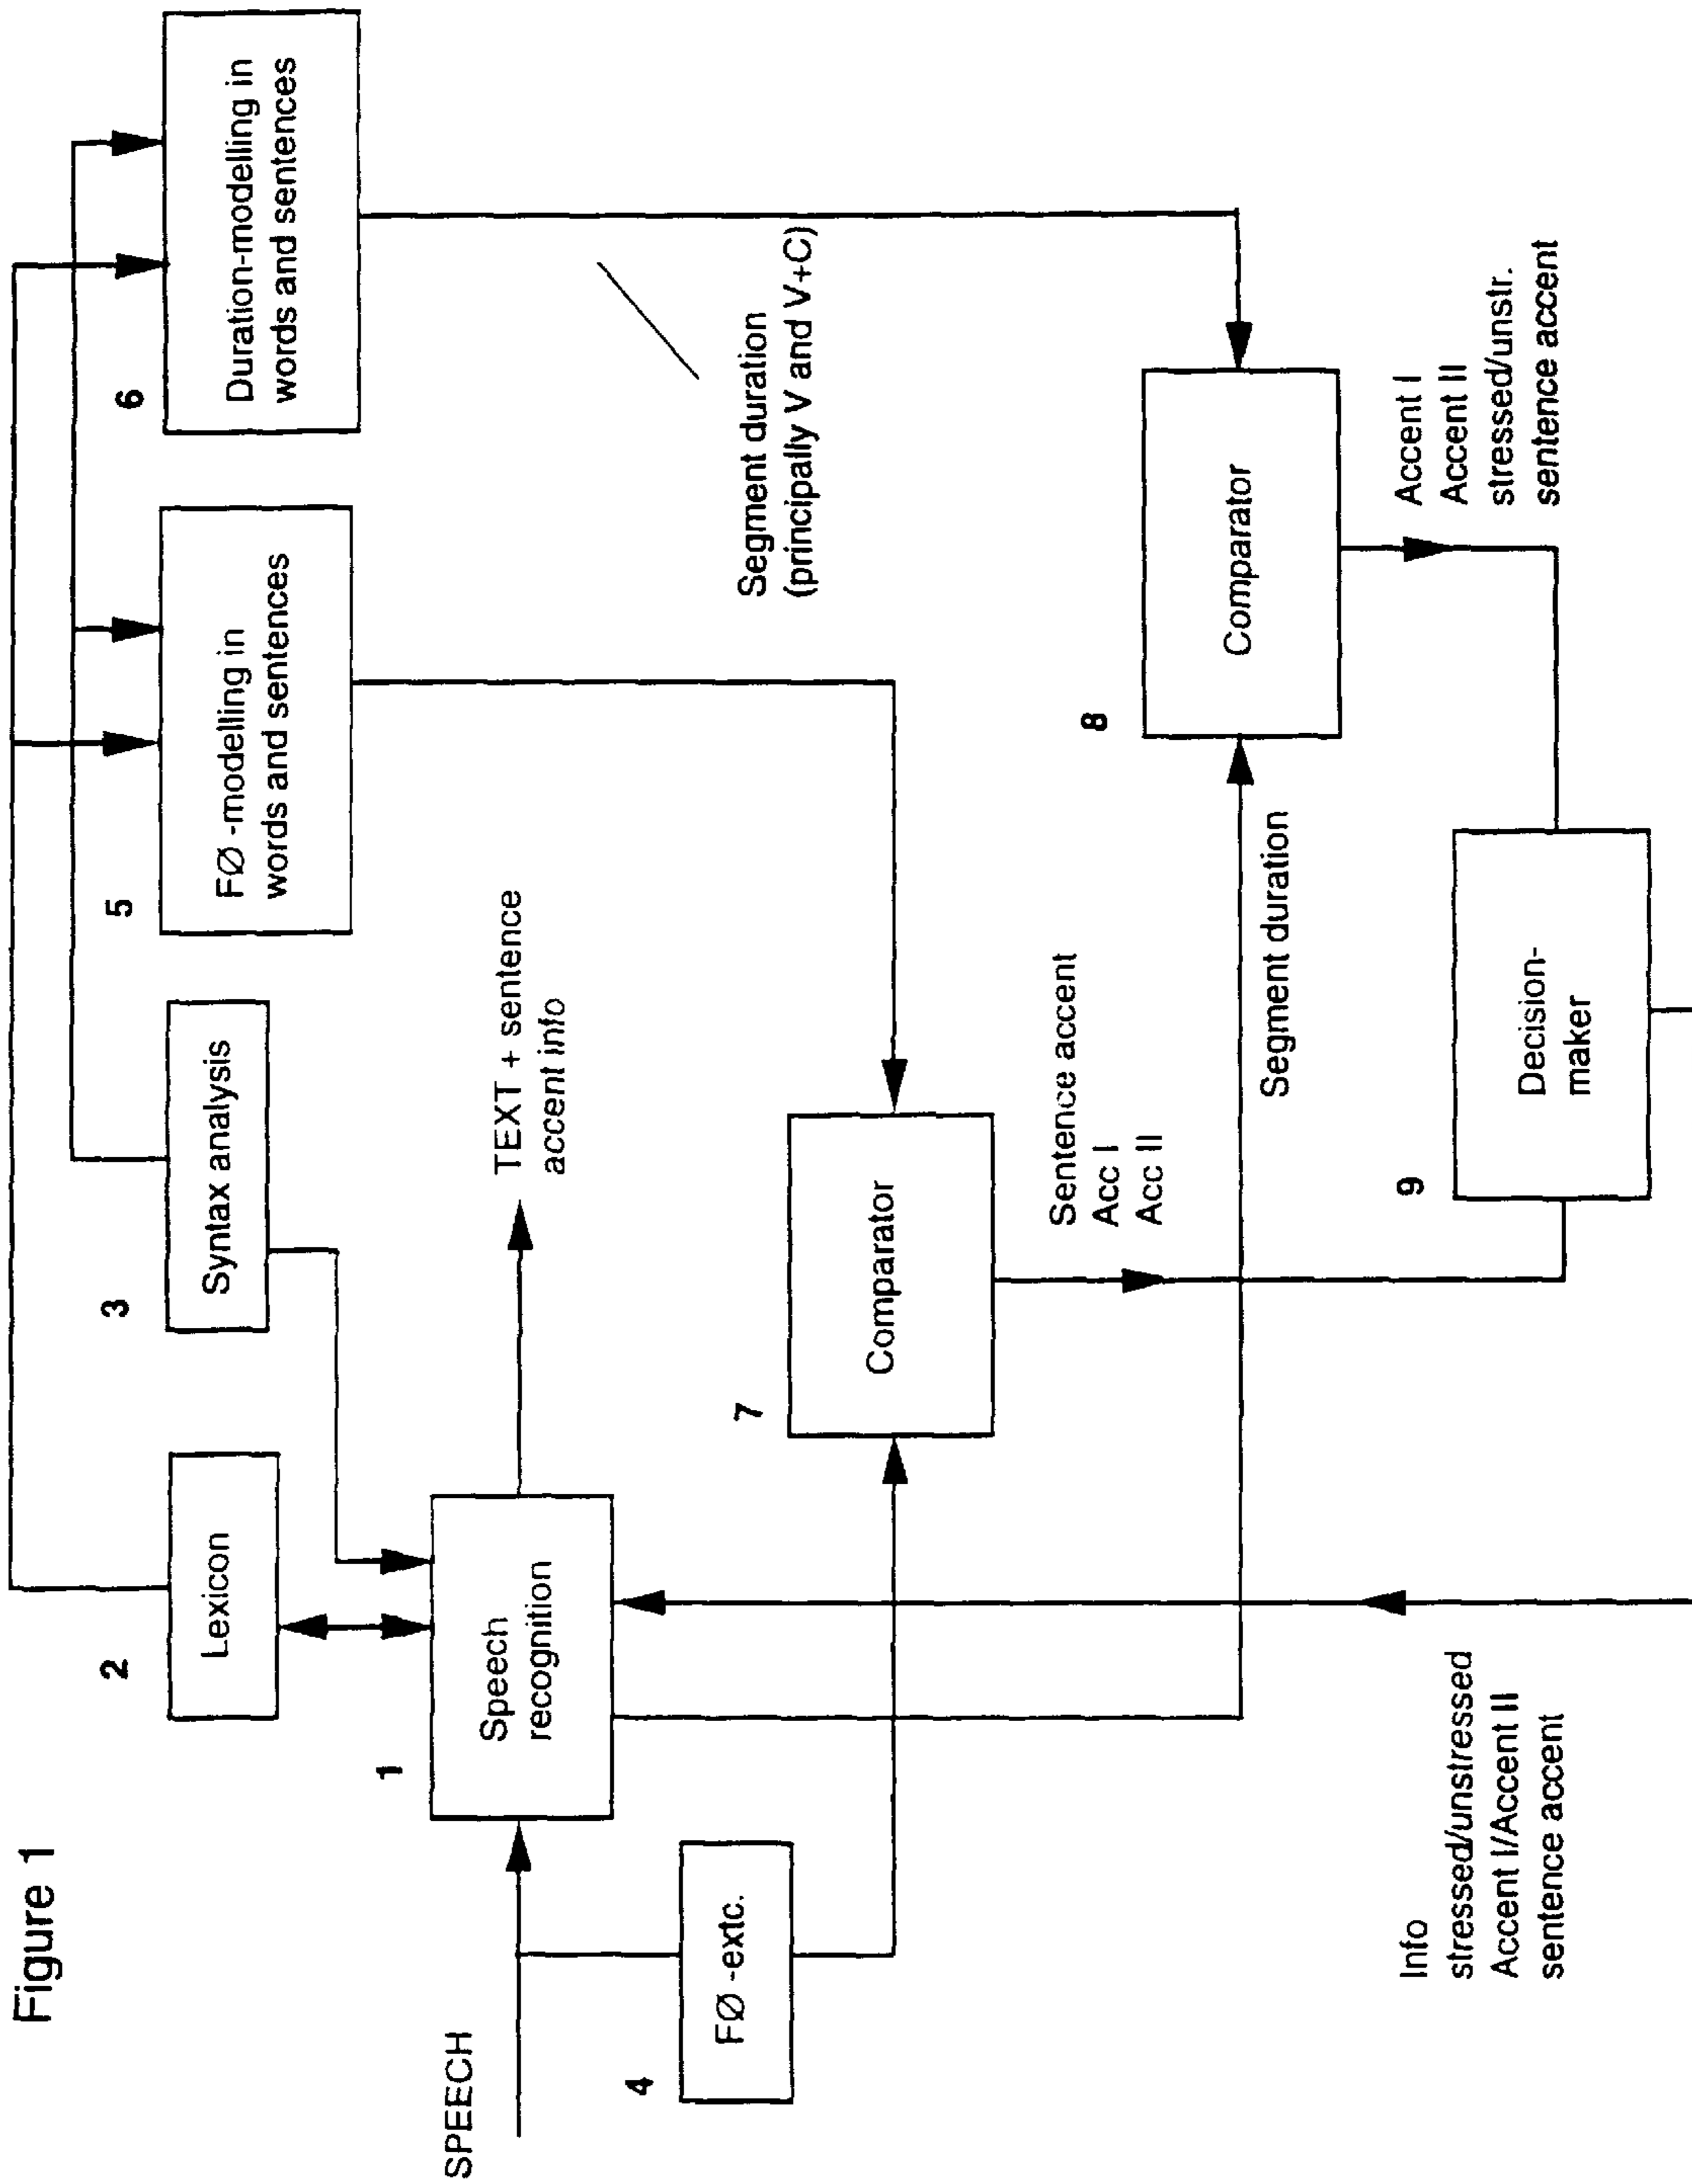 Figure 1
2
Lexicon
3
Syntax analysis
5
FØ -modelling in
words and sentences
6
Duration-modelling in
words and sentences
SPEECH
1
Speech
recognition
TEXT + sentence
accent info
4
FØ -extc.
7
Comparator
Segment duration
(principally V and V+C)
Sentence accent
Acc I
Acc II
8
Comparator
Segment duration
Accent I
Accent II
stressed/unstr.
sentence accent
9
Decision-
maker
Info
stressed/unstressed
Accent I/Accent II
sentence accent